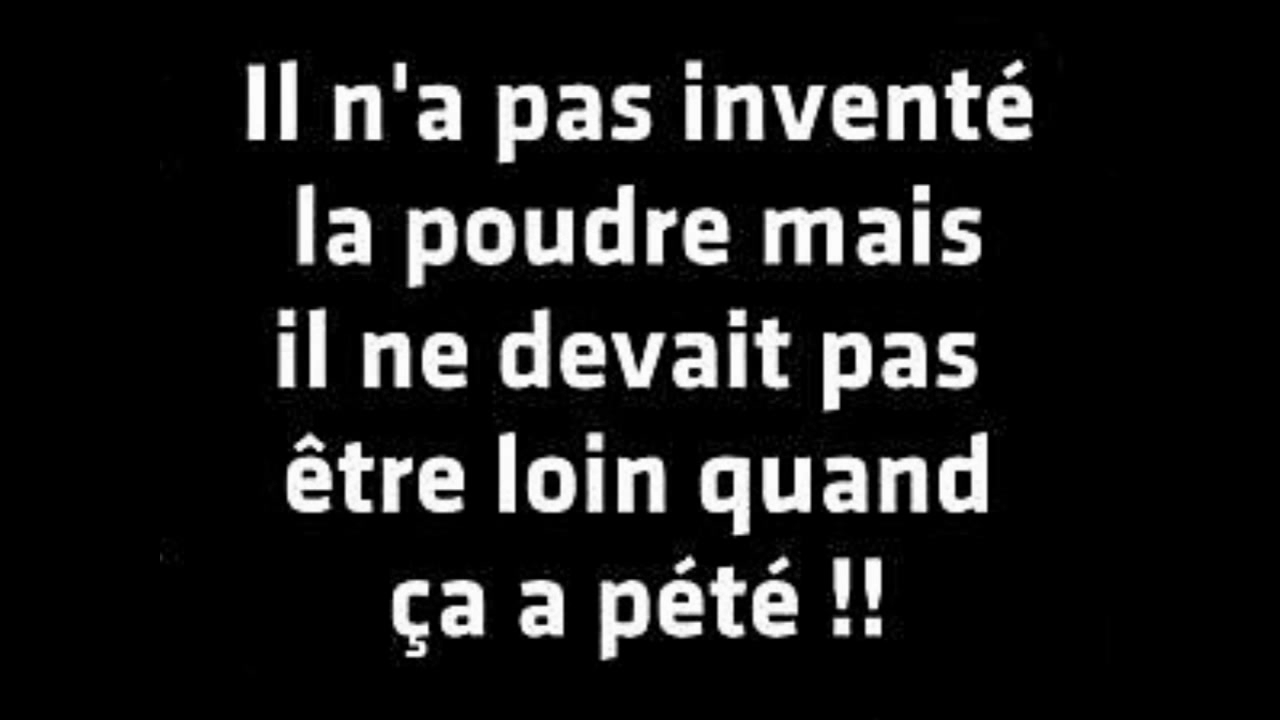 Il n'a pas inventé
la poudre mais
il ne devait pas
être loin quand
ça a pété !!